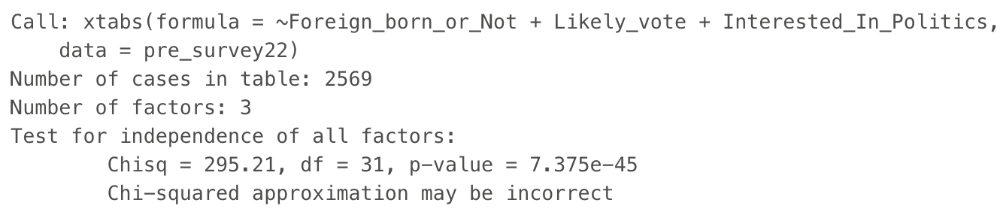 Call: xtabs(formula = ~Foreign_born_or_Not + Likely_vote + Interested_In_Politics,
    data = pre_survey22)
Number of cases in table: 2569
Number of factors: 3
Test for independence of all factors:
        Chisq = 295.21, df = 31, p-value = 7.375e-45
        Chi-squared approximation may be incorrect